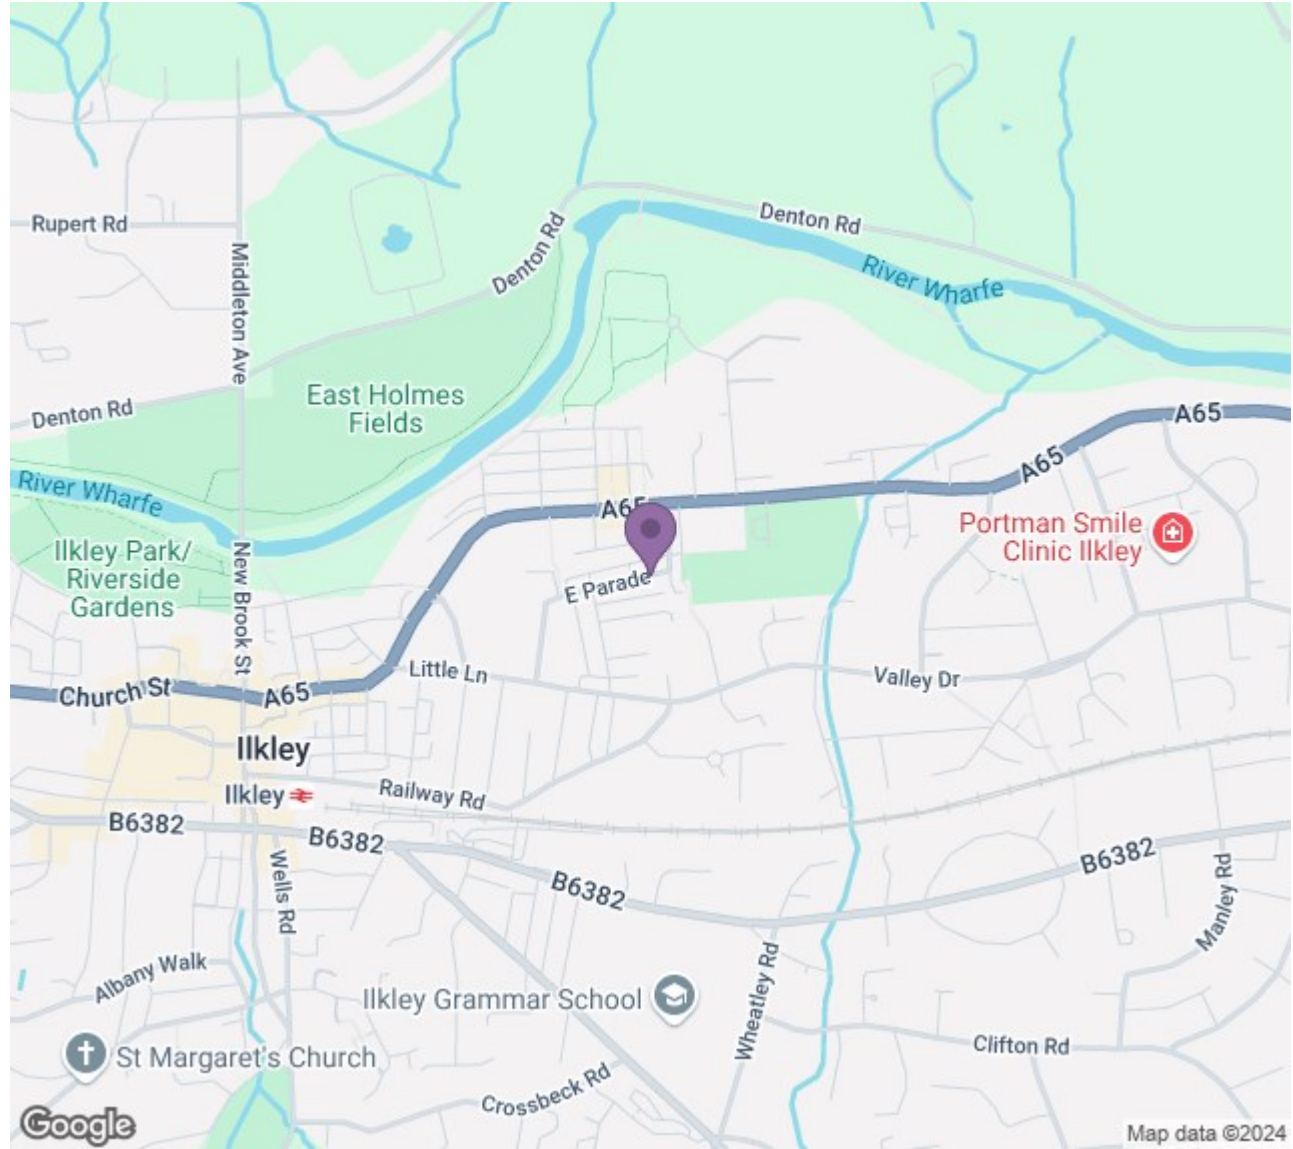 Rupert Rd
Middleton Ave
Denton Rd
Denton Rd
River Wharfe
East Holmes
Fields
Denton Rd
A65
A65
River Wharfe
A65
Portman Smile
Clinic Ilkley
Ilkley Park/
Riverside
Gardens
New Brook St
E Parade
Little Ln
Valley Dr
Church St
A65
Ilkley
Ilkley
Railway Rd
B6382
B6382
B6382
B6382
Wells Rd
Manley Rd
Albany Walk
Ilkley Grammar School
Wheatley Rd
Clifton Rd
St Margaret's Church
Crossbeck Rd
Google
Map data ©2024